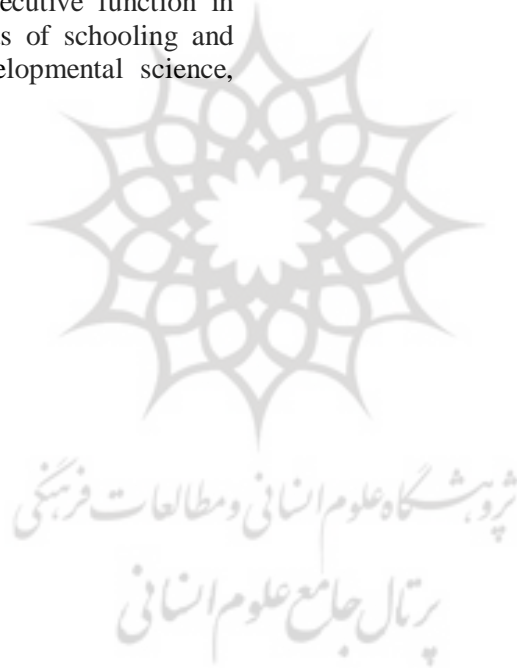 ecutive function in
s of schooling and
elopmental science,
پژوهشگاه علوم انسانی و مطالعات فرهنگی
پرتال جامع علوم انسانی